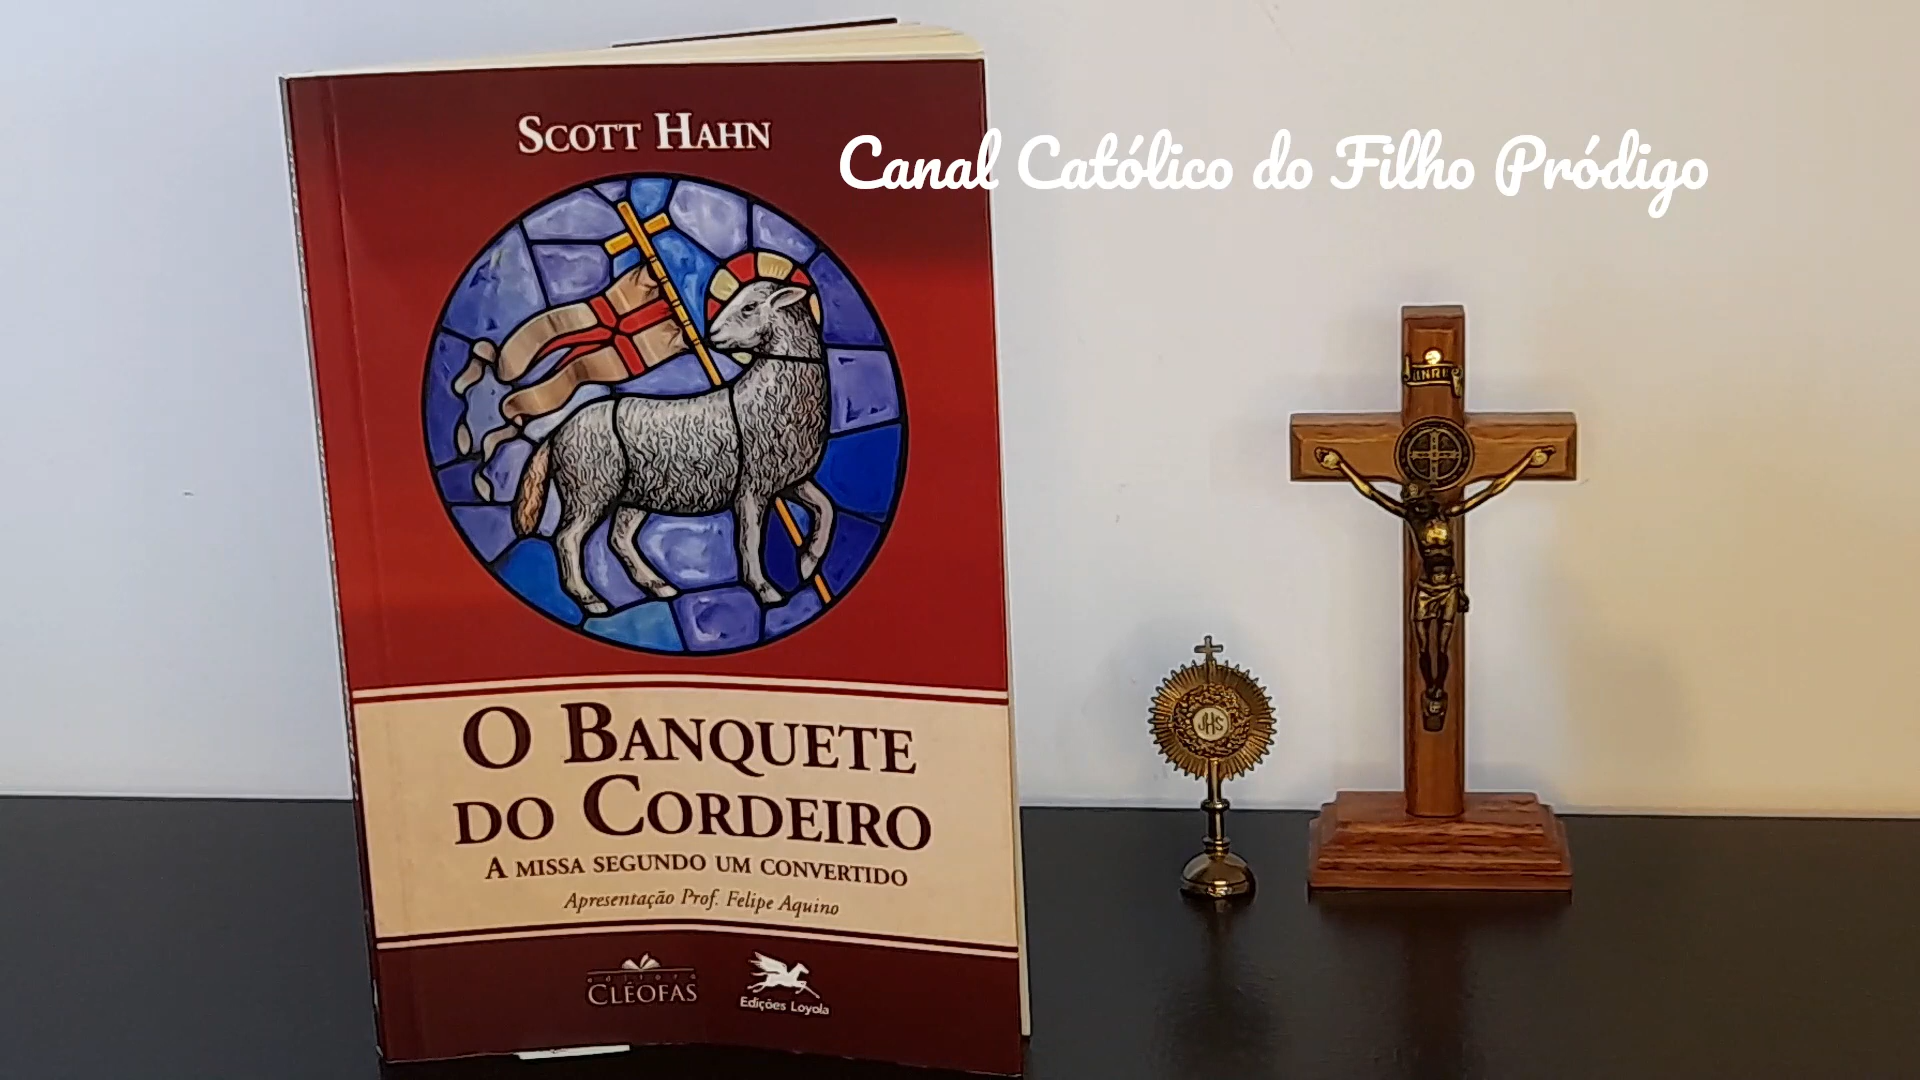 SCOTT HAHN
Canal Católico do Filho Pródigo
INRI
JHS
O BANQUETE
DO CORDEIRO
A MISSA SEGUNDO UM CONVERTIDO
Apresentação Prof. Felipe Aquino
editora
CLÉOFAS
Edições Loyola